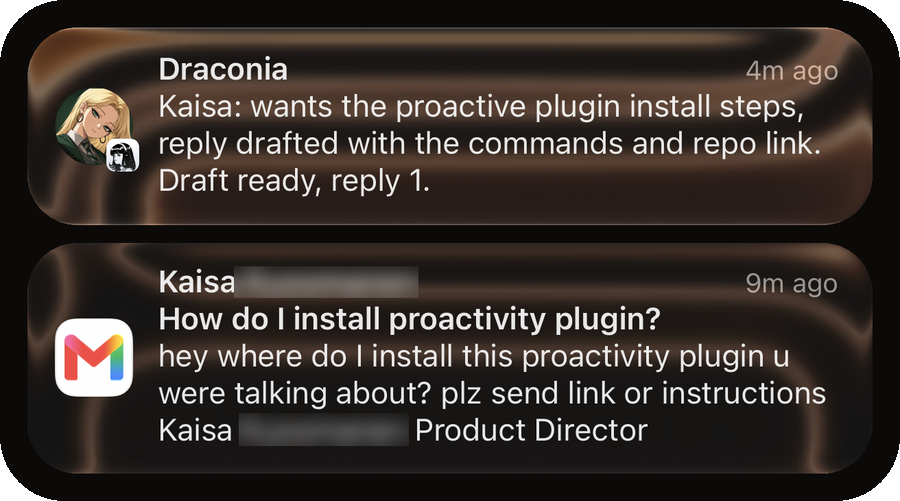 Draconia
4m ago
Kaisa: wants the proactive plugin install steps,
reply drafted with the commands and repo link.
Draft ready, reply 1.
Kaisa
9m ago
How do I install proactivity plugin?
hey where do I install this proactivity plugin u
were talking about? plz send link or instructions
Kaisa Product Director